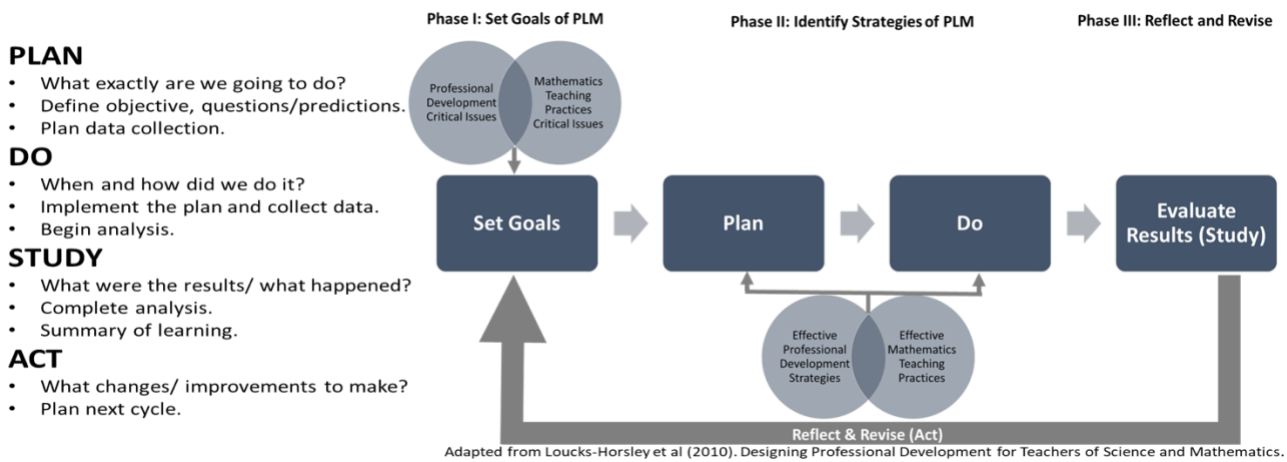 Phase I: Set Goals of PLM
Phase II: Identify Strategies of PLM
Phase III: Reflect and Revise
PLAN
• What exactly are we going to do?
• Define objective, questions/predictions.
• Plan data collection.
DO
• When and how did we do it?
• Implement the plan and collect data.
• Begin analysis.
STUDY
• What were the results/ what happened?
• Complete analysis.
• Summary of learning.
ACT
• What changes/ improvements to make?
• Plan next cycle.
Professional
Development
Critical Issues
Mathematics
Teaching
Practices
Critical Issues
Set Goals
Plan
Do
Evaluate
Results (Study)
Effective
Professional
Development
Strategies
Effective
Mathematics
Teaching
Practices
Reflect & Revise (Act)
Adapted from Loucks-Horsley et al (2010). Designing Professional Development for Teachers of Science and Mathematics.